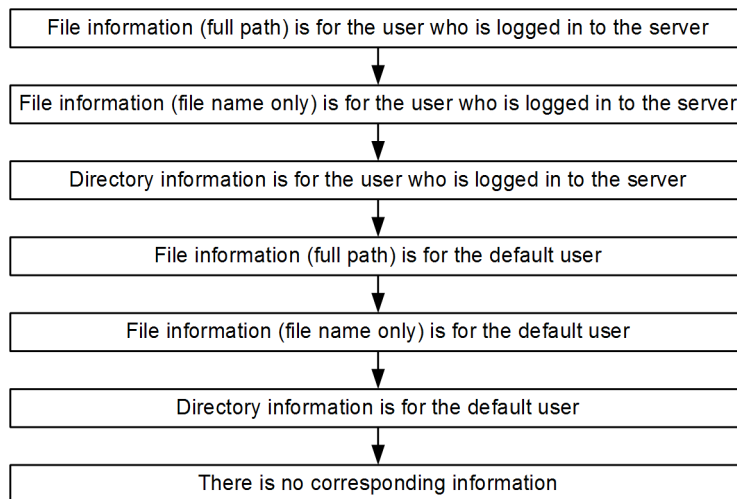 File information (full path) is for the user who is logged in to the server
File information (file name only) is for the user who is logged in to the server
Directory information is for the user who is logged in to the server
File information (full path) is for the default user
File information (file name only) is for the default user
Directory information is for the default user
There is no corresponding information